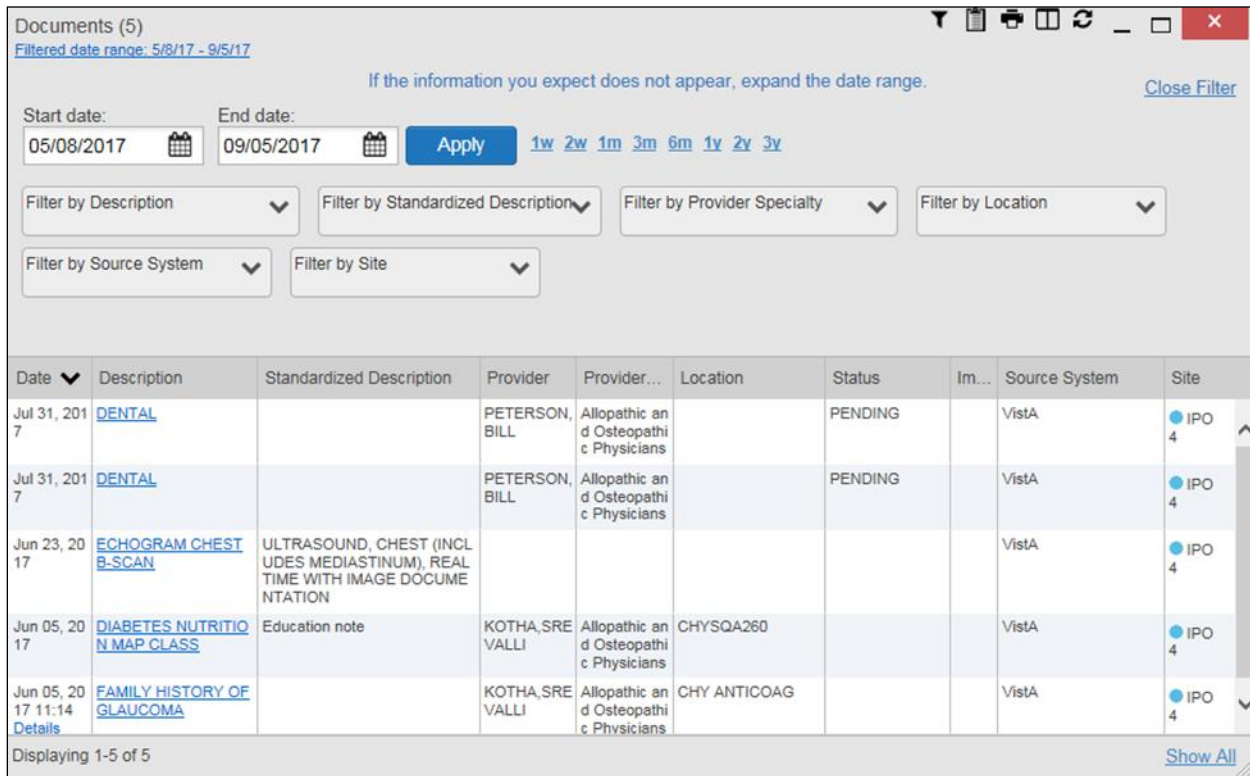 Documents (5)
Filtered date range: 5/8/17 - 9/5/17
If the information you expect does not appear, expand the date range.
Close Filter
Start date: End date:
05/08/2017 09/05/2017 Apply 1w 2w 1m 3m 6m 1y 2y 3y
Filter by Description Filter by Standardized Description Filter by Provider Specialty Filter by Location
Filter by Source System Filter by Site
Date Description Standardized Description Provider Provider... Location Status Im... Source System Site
Jul 31, 201 DENTAL PETERSON, Allopathic an PENDING VistA IPO
7 BILL d Osteopathi 4
c Physicians
Jul 31, 201 DENTAL PETERSON, Allopathic an PENDING VistA IPO
7 BILL d Osteopathi 4
c Physicians
Jun 23, 20 ECHOGRAM CHEST ULTRASOUND, CHEST (INCL VistA IPO
17 B-SCAN UDES MEDIASTINUM), REAL 4
TIME WITH IMAGE DOCUME
NTATION
Jun 05, 20 DIABETES NUTRITIO Education note KOTHA,SRE Allopathic an CHYSQA260 VistA IPO
17 N MAP CLASS VALLI d Osteopathi 4
c Physicians
Jun 05, 20 FAMILY HISTORY OF KOTHA,SRE Allopathic an CHY ANTICOAG VistA IPO
17 11:14 GLAUCOMA VALLI d Osteopathi 4
Details c Physicians
Displaying 1-5 of 5 Show All